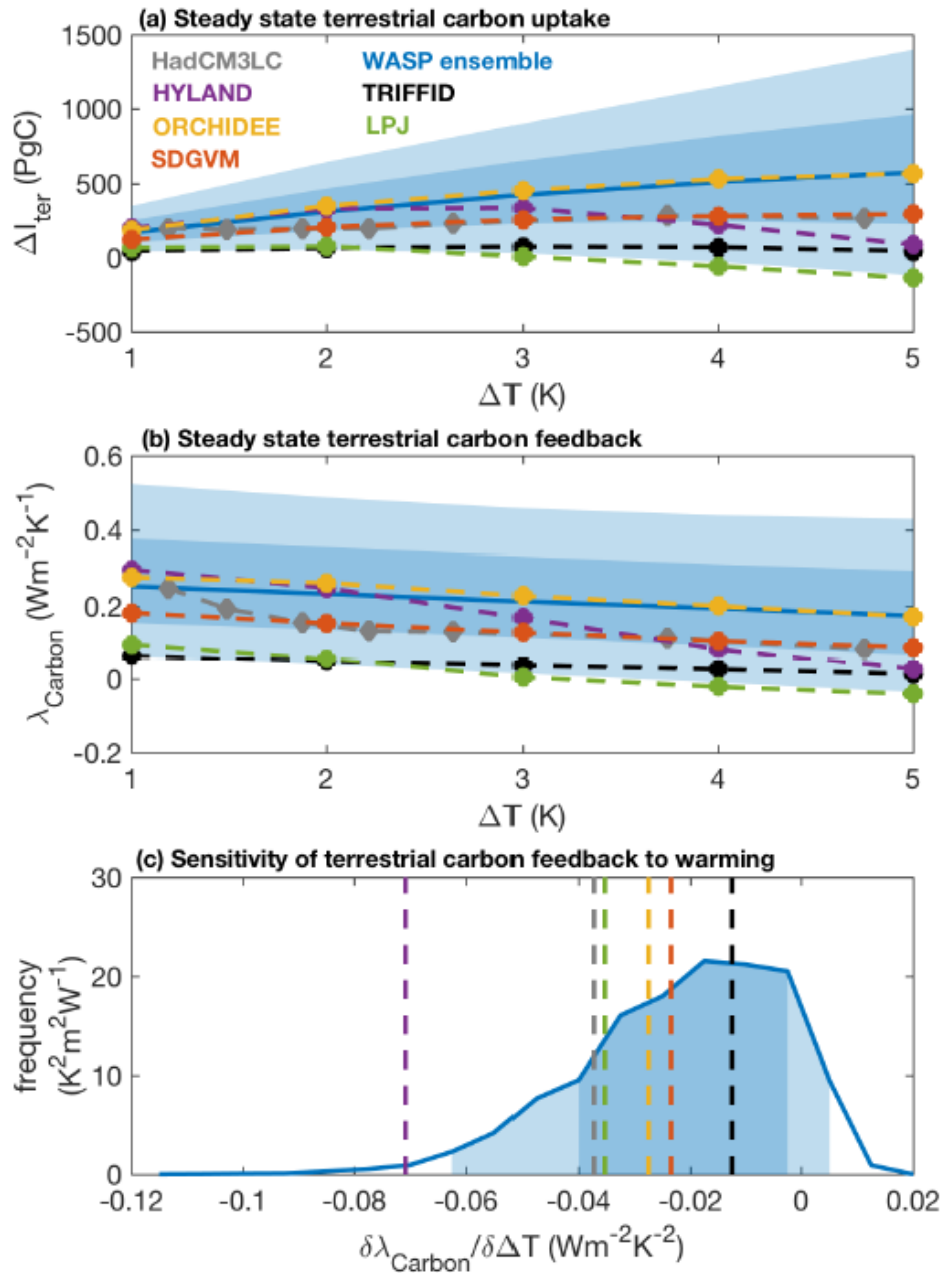 (a) Steady state terrestrial carbon uptake
1500
HadCM3LC WASP ensemble
1000
HYLAND TRIFFID
ORCHIDEE LPJ
SDGVM
500
0
-500
ΔI_ter (PgC)
1 2 3 4 5
ΔT (K)
(b) Steady state terrestrial carbon feedback
0.6
0.4
0.2
0
-0.2
λ_Carbon (Wm⁻²K⁻¹)
1 2 3 4 5
ΔT (K)
(c) Sensitivity of terrestrial carbon feedback to warming
30
20
10
0
frequency
(K²m²W⁻¹)
-0.12 -0.1 -0.08 -0.06 -0.04 -0.02 0 0.02
δλ_Carbon/δΔT (Wm⁻²K⁻²)